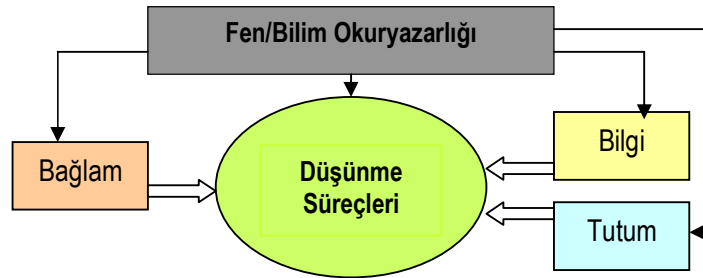 Fen/Bilim Okuryazarlığı
Bağlam
Düşünme
Süreçleri
Bilgi
Tutum